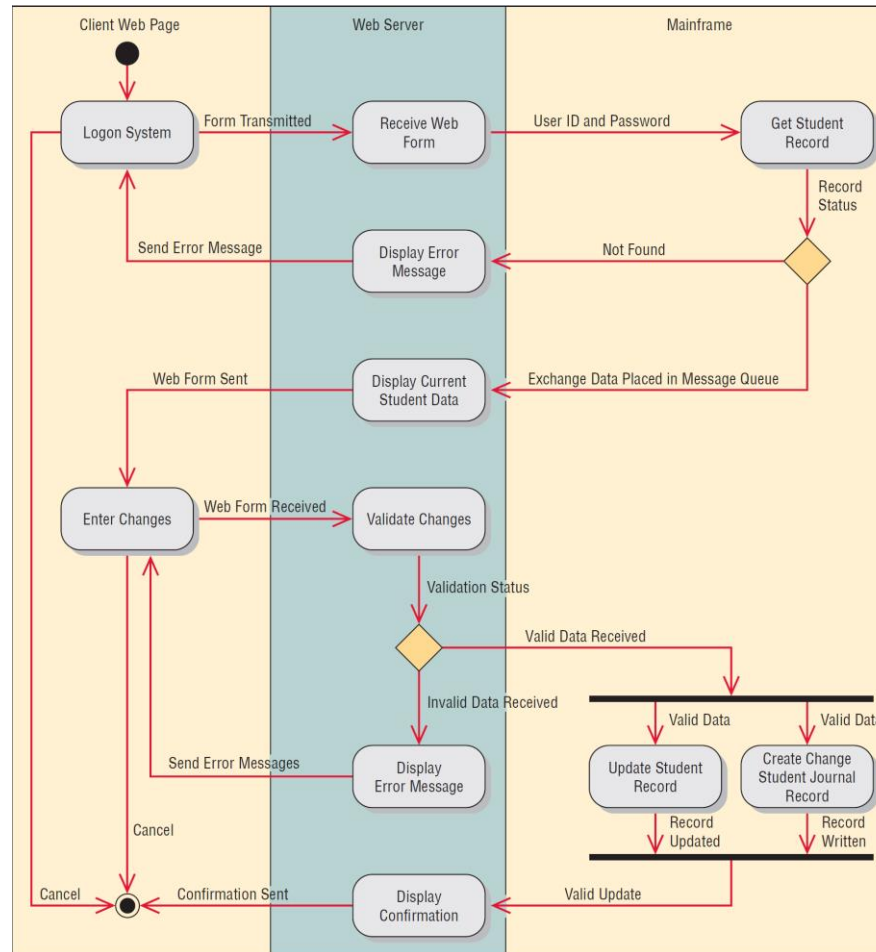 Client Web Page
Web Server
Mainframe
Logon System
Form Transmitted
Receive Web
Form
User ID and Password
Get Student
Record
Record
Status
Send Error Message
Display Error
Message
Not Found
Web Form Sent
Display Current
Student Data
Exchange Data Placed in Message Queue
Enter Changes
Web Form Received
Validate Changes
Validation Status
Valid Data Received
Invalid Data Received
Valid Data
Valid Data
Send Error Messages
Display
Error Message
Update Student
Record
Create Change
Student Journal
Record
Record
Updated
Record
Written
Cancel
Cancel
Confirmation Sent
Display
Confirmation
Valid Update